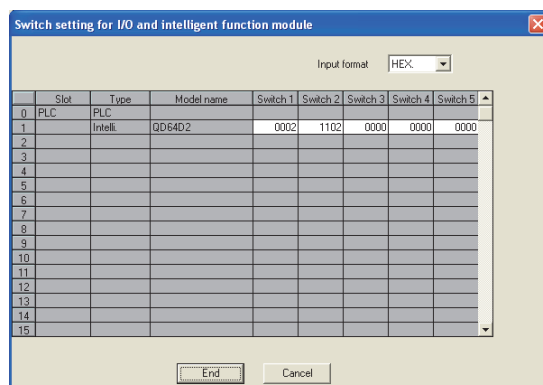 Switch setting for I/O and intelligent function module
Input format HEX.
Slot Type Model name Switch 1 Switch 2 Switch 3 Switch 4 Switch 5
0 PLC PLC
1 Intelli. QD64D2 0002 1102 0000 0000 0000
2
3
4
5
6
7
8
9
10
11
12
13
14
15
End Cancel